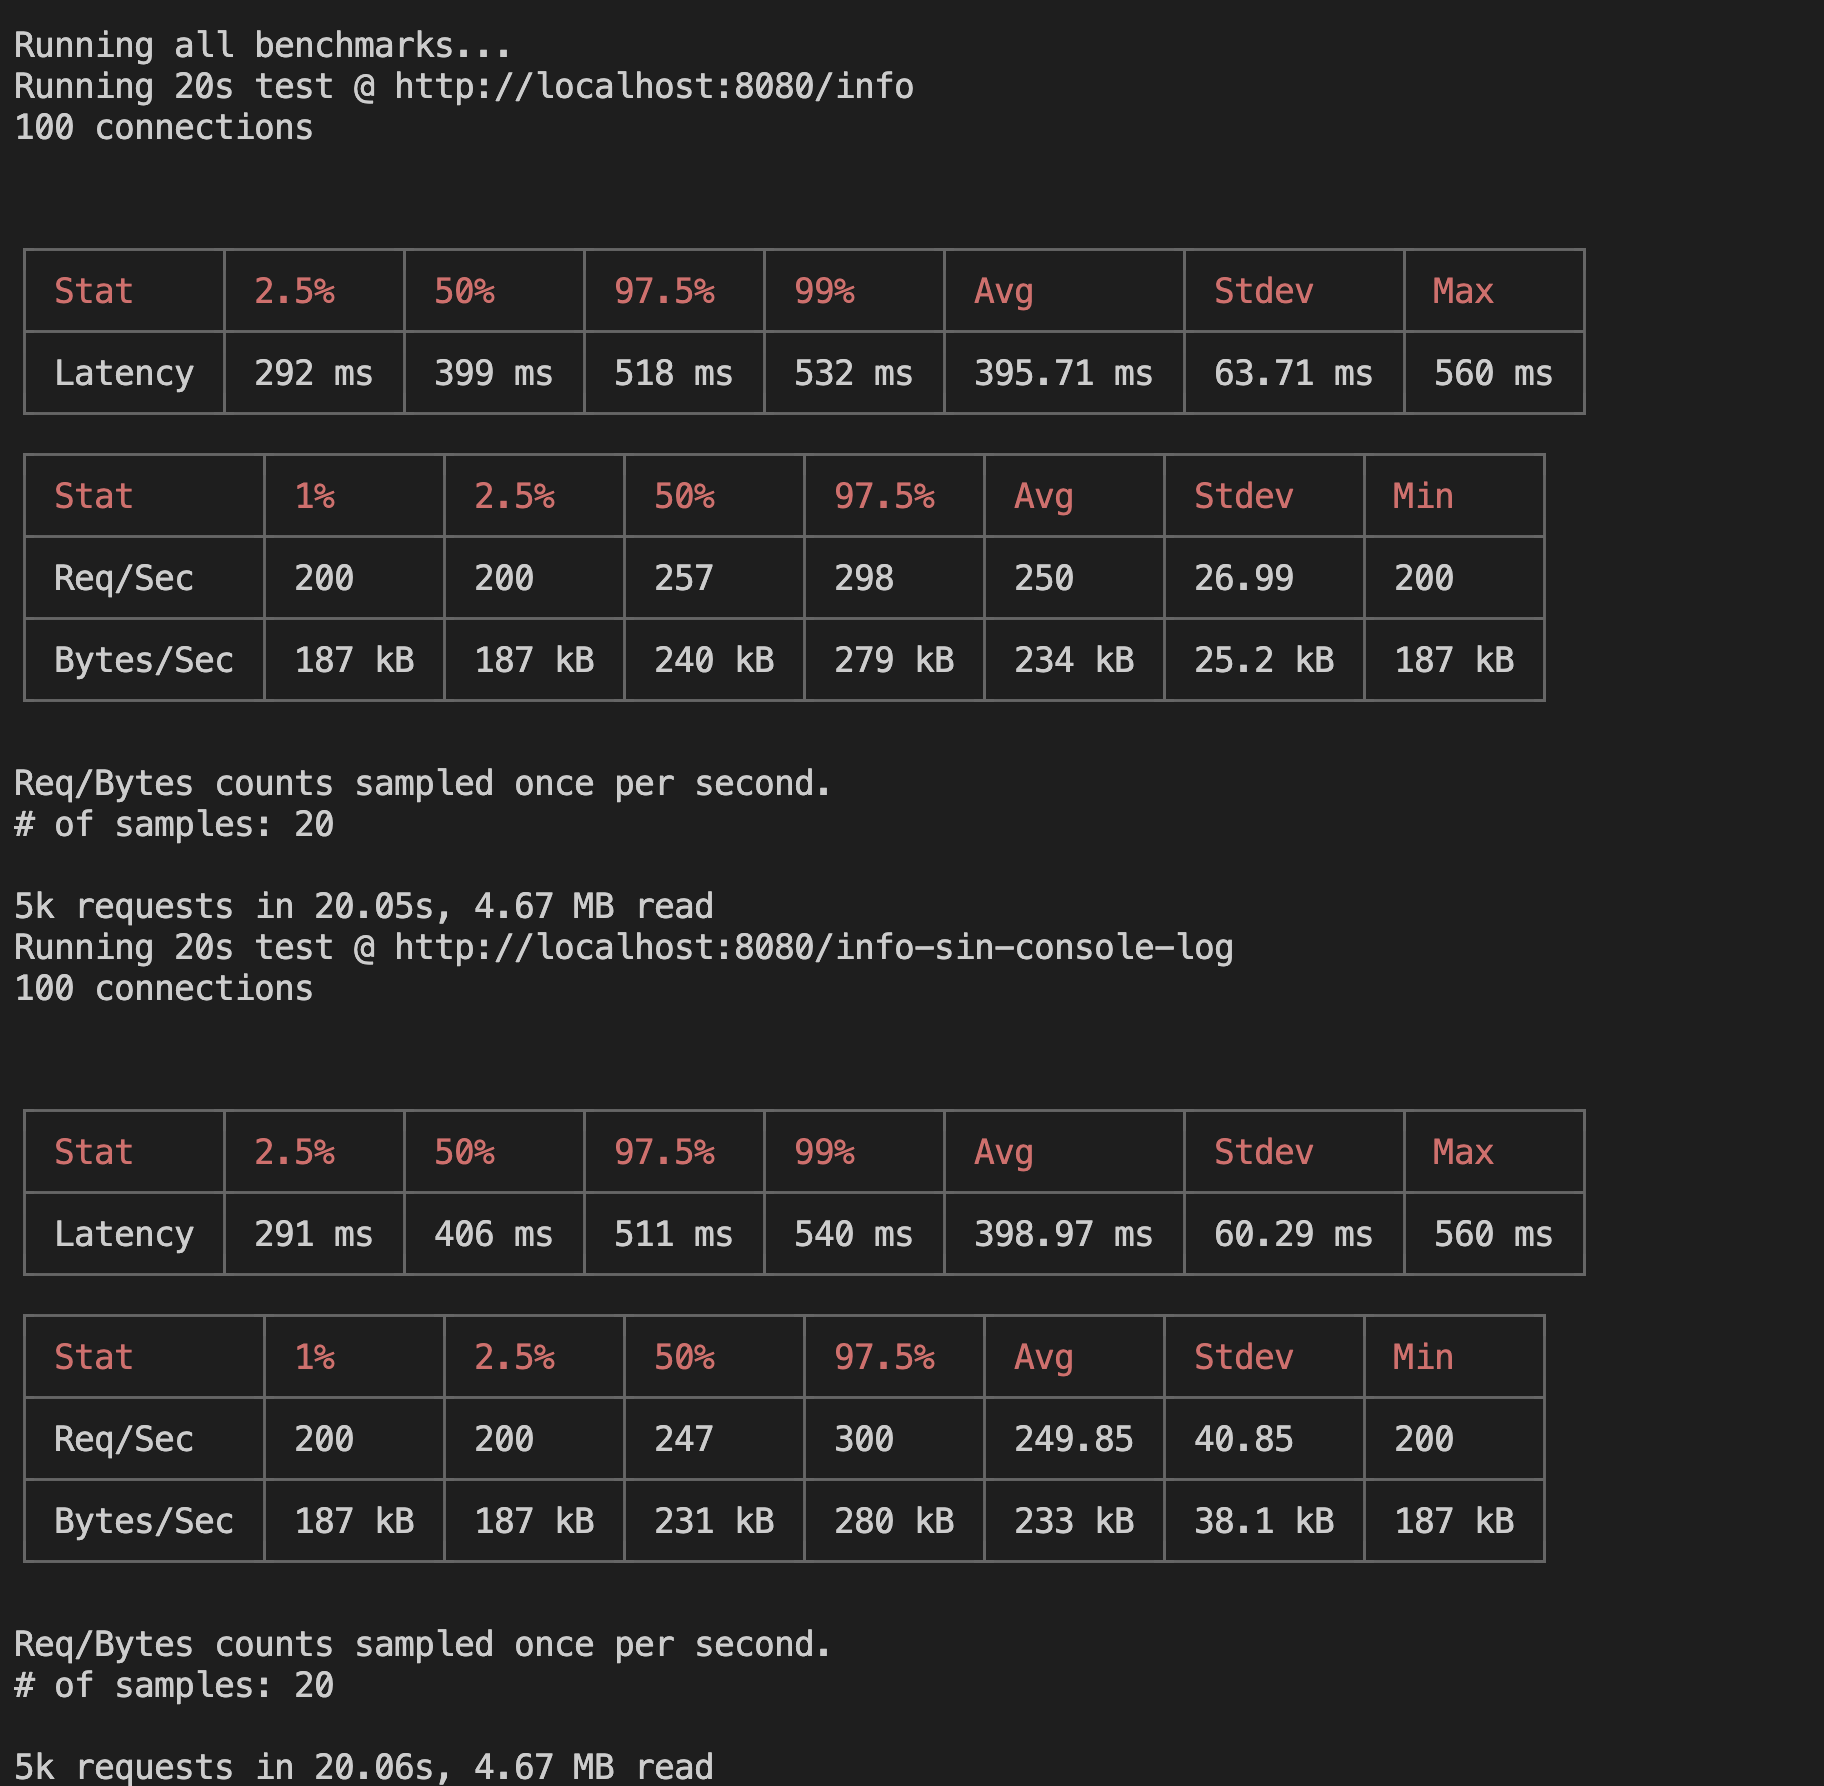 Running all benchmarks...
Running 20s test @ http://localhost:8080/info
100 connections
Stat 2.5% 50% 97.5% 99% Avg Stdev Max
Latency 292 ms 399 ms 518 ms 532 ms 395.71 ms 63.71 ms 560 ms
Stat 1% 2.5% 50% 97.5% Avg Stdev Min
Req/Sec 200 200 257 298 250 26.99 200
Bytes/Sec 187 kB 187 kB 240 kB 279 kB 234 kB 25.2 kB 187 kB
Req/Bytes counts sampled once per second.
# of samples: 20
5k requests in 20.05s, 4.67 MB read
Running 20s test @ http://localhost:8080/info-sin-console-log
100 connections
Stat 2.5% 50% 97.5% 99% Avg Stdev Max
Latency 291 ms 406 ms 511 ms 540 ms 398.97 ms 60.29 ms 560 ms
Stat 1% 2.5% 50% 97.5% Avg Stdev Min
Req/Sec 200 200 247 300 249.85 40.85 200
Bytes/Sec 187 kB 187 kB 231 kB 280 kB 233 kB 38.1 kB 187 kB
Req/Bytes counts sampled once per second.
# of samples: 20
5k requests in 20.06s, 4.67 MB read